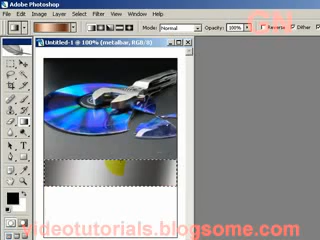 Adobe Photoshop
File Edit Image Layer Select Filter View Window Help
Mode: Normal Opacity: 100% Reverse Dither
GN
Untitled-1 @ 100% (metalbar, RGB/8)
T
videotutorials.blogsome.com